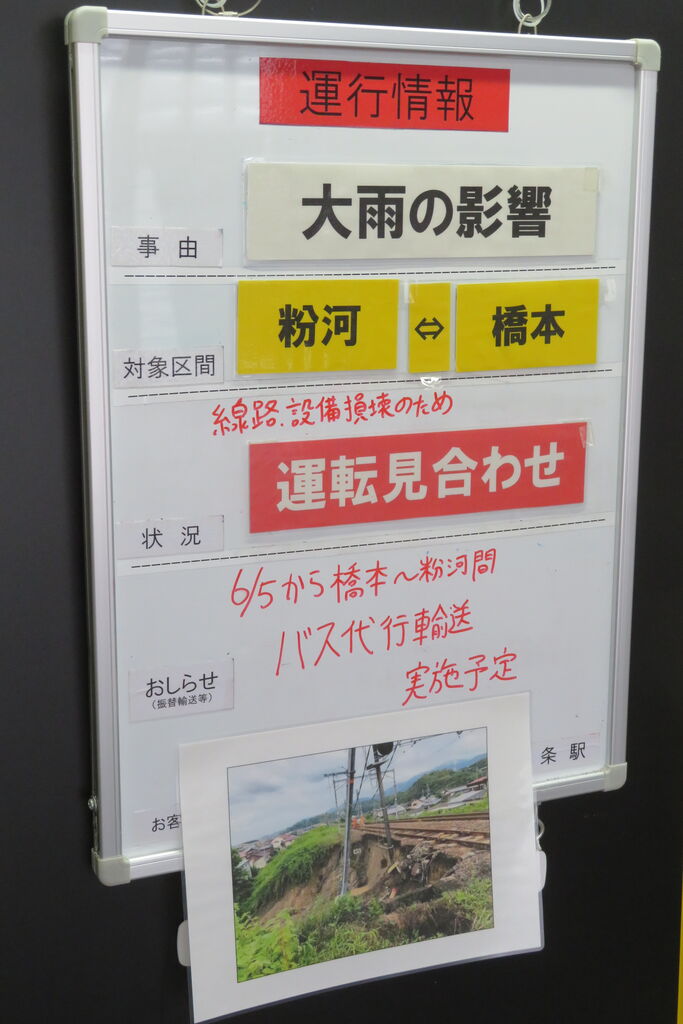 運行情報
事由
大雨の影響
対象区間
粉河 ⇔ 橋本
線路、設備損壊のため
状況
運転見合わせ
6/5から橋本～粉河間
バス代行輸送
実施予定
おしらせ
(振替輸送等)
お客
条駅